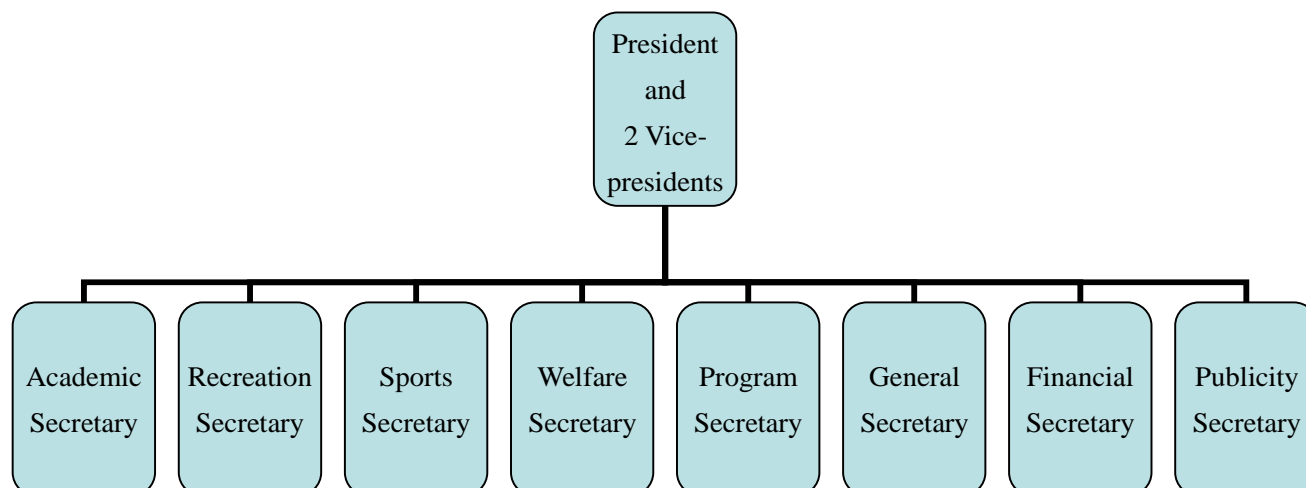 President
and
2 Vice-
presidents
Academic
Secretary
Recreation
Secretary
Sports
Secretary
Welfare
Secretary
Program
Secretary
General
Secretary
Financial
Secretary
Publicity
Secretary